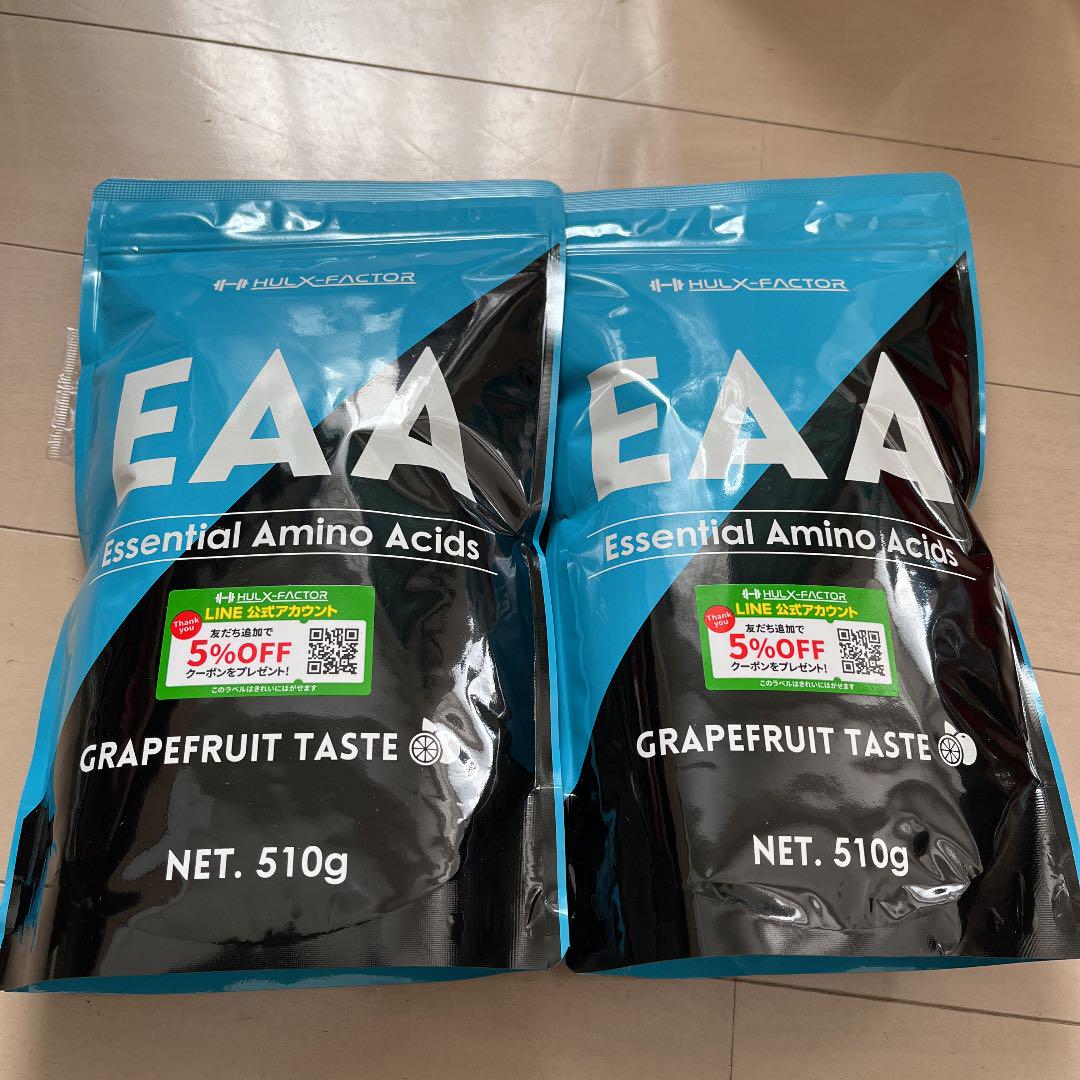 HULX-FACTOR
EAA
Essential Amino Acids
HULX-FACTOR
LINE 公式アカウント
Thank you
友だち追加で
5%OFF
クーポンをプレゼント!
このラベルはきれいにはがせます
GRAPEFRUIT TASTE
NET. 510g
HULX-FACTOR
EAA
Essential Amino Acids
HULX-FACTOR
LINE 公式アカウント
Thank you
友だち追加で
5%OFF
クーポンをプレゼント!
このラベルはきれいにはがせます
GRAPEFRUIT TASTE
NET. 510g